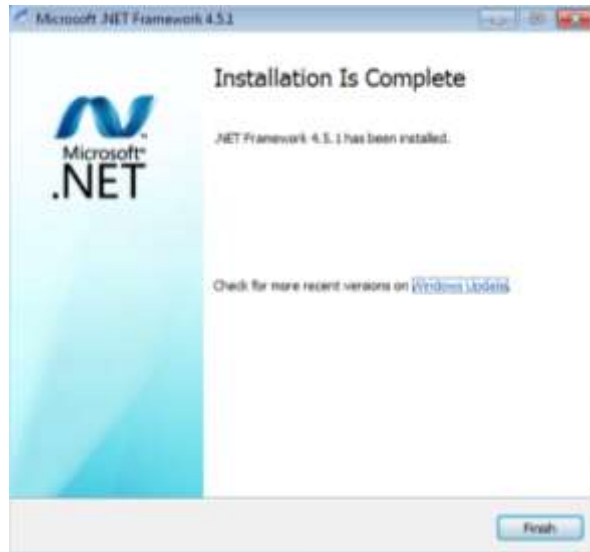 Microsoft .NET Framework 4.5.1
Installation Is Complete
Microsoft®
.NET
.NET Framework 4.5.1 has been installed.
Check for more recent versions on Windows Update.
Finish